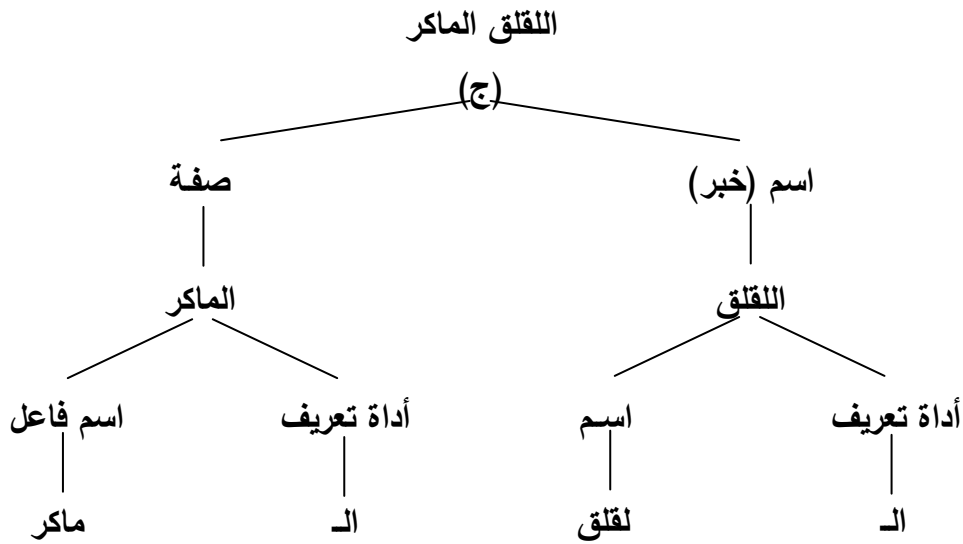 اللقلق الماكر
(ج)
اسم (خبر) صفة
اللقلق الماكر
أداة تعريف اسم أداة تعريف اسم فاعل
الـ لقلق الـ ماكر